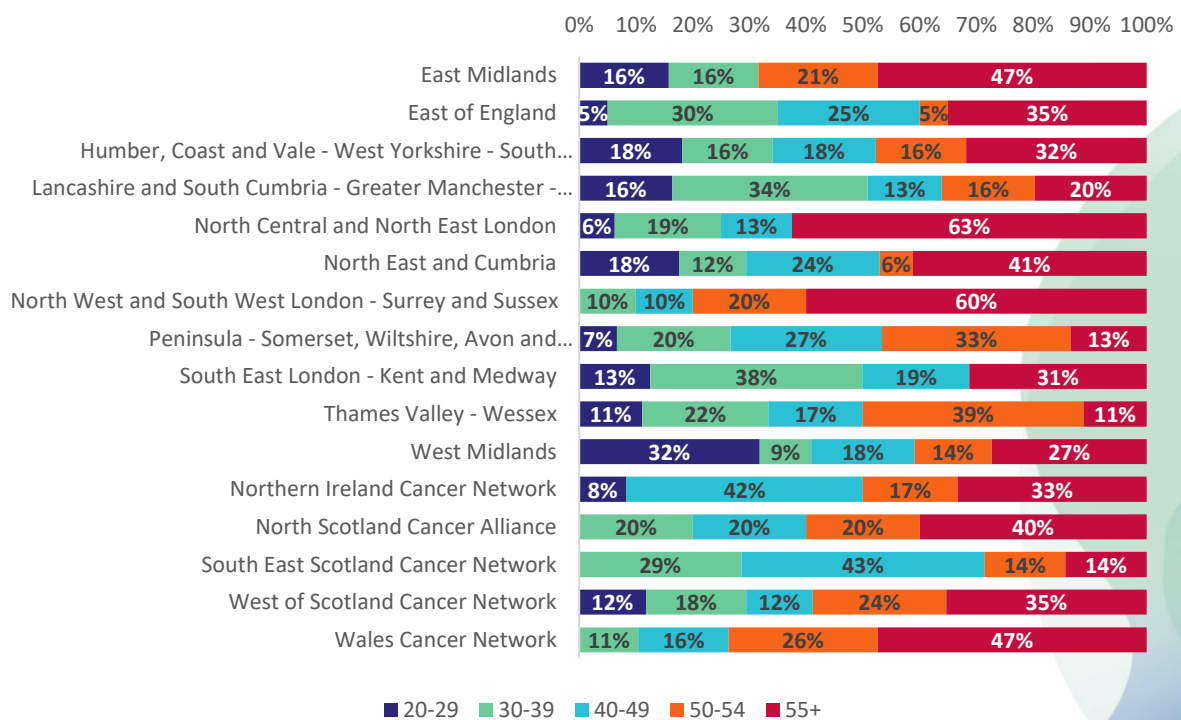 0% 10% 20% 30% 40% 50% 60% 70% 80% 90% 100%
East Midlands 16% 16% 21% 47%
East of England 5% 30% 25% 5% 35%
Humber, Coast and Vale - West Yorkshire - South... 18% 16% 18% 16% 32%
Lancashire and South Cumbria - Greater Manchester -... 16% 34% 13% 16% 20%
North Central and North East London 6% 19% 13% 63%
North East and Cumbria 18% 12% 24% 6% 41%
North West and South West London - Surrey and Sussex 10% 10% 20% 60%
Peninsula - Somerset, Wiltshire, Avon and... 7% 20% 27% 33% 13%
South East London - Kent and Medway 13% 38% 19% 31%
Thames Valley - Wessex 11% 22% 17% 39% 11%
West Midlands 32% 9% 18% 14% 27%
Northern Ireland Cancer Network 8% 42% 17% 33%
North Scotland Cancer Alliance 20% 20% 20% 40%
South East Scotland Cancer Network 29% 43% 14% 14%
West of Scotland Cancer Network 12% 18% 12% 24% 35%
Wales Cancer Network 11% 16% 26% 47%
20-29 30-39 40-49 50-54 55+